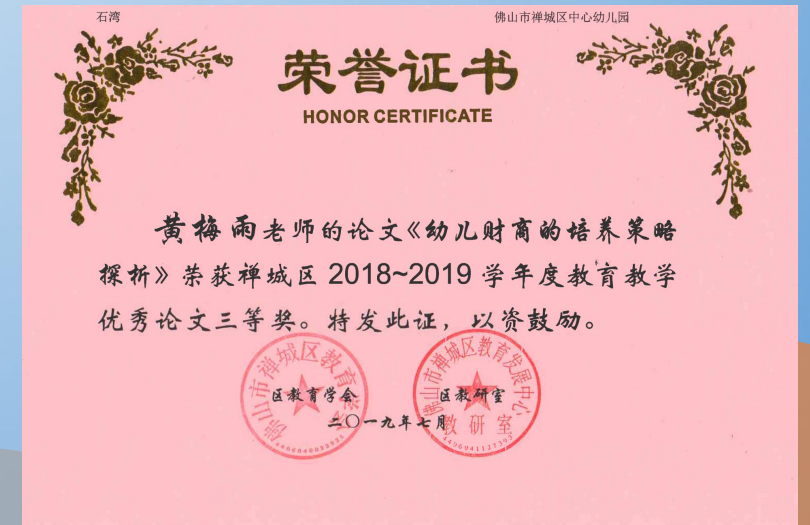 石湾 佛山市禅城区中心幼儿园
荣誉证书
HONOR CERTIFICATE
黄梅雨老师的论文《幼儿财商的培养策略
探析》荣获禅城区 2018~2019 学年度教育教学
优秀论文三等奖。特发此证，以资鼓励。
佛山市禅城区教育学会
佛山市禅城区教育发展中心
区教育学会 区教研室
二〇一九年七月
教研室